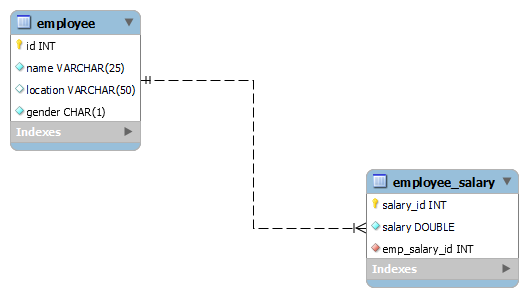 employee
id INT
name VARCHAR(25)
location VARCHAR(50)
gender CHAR(1)
Indexes
employee_salary
salary_id INT
salary DOUBLE
emp_salary_id INT
Indexes